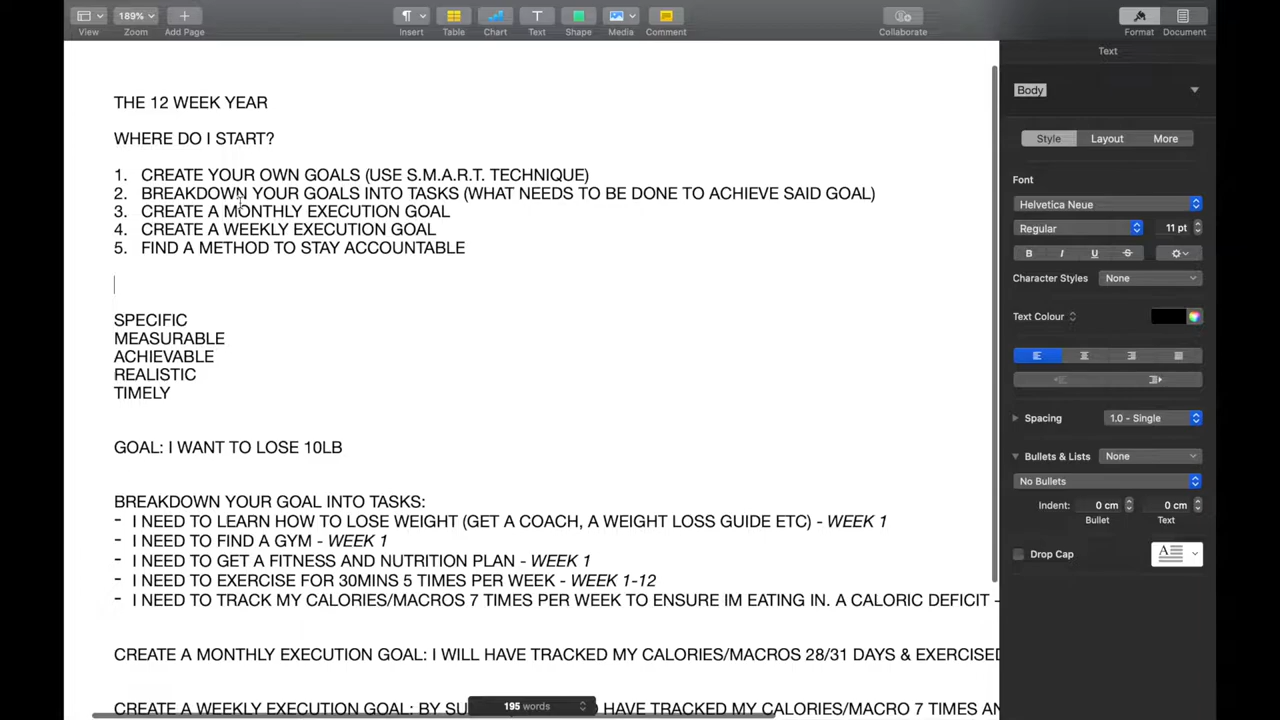 View
189%
Zoom
Add Page
Insert
Table
Chart
Text
Shape
Media
Comment
Collaborate
Format
Document
THE 12 WEEK YEAR
WHERE DO I START?
1. CREATE YOUR OWN GOALS (USE S.M.A.R.T. TECHNIQUE)
2. BREAKDOWN YOUR GOALS INTO TASKS (WHAT NEEDS TO BE DONE TO ACHIEVE SAID GOAL)
3. CREATE A MONTHLY EXECUTION GOAL
4. CREATE A WEEKLY EXECUTION GOAL
5. FIND A METHOD TO STAY ACCOUNTABLE
SPECIFIC
MEASURABLE
ACHIEVABLE
REALISTIC
TIMELY
GOAL: I WANT TO LOSE 10LB
BREAKDOWN YOUR GOAL INTO TASKS:
- I NEED TO LEARN HOW TO LOSE WEIGHT (GET A COACH, A WEIGHT LOSS GUIDE ETC) - WEEK 1
- I NEED TO FIND A GYM - WEEK 1
- I NEED TO GET A FITNESS AND NUTRITION PLAN - WEEK 1
- I NEED TO EXERCISE FOR 30MINS 5 TIMES PER WEEK - WEEK 1-12
- I NEED TO TRACK MY CALORIES/MACROS 7 TIMES PER WEEK TO ENSURE IM EATING IN. A CALORIC DEFICIT -
CREATE A MONTHLY EXECUTION GOAL: I WILL HAVE TRACKED MY CALORIES/MACROS 28/31 DAYS & EXERCISED
CREATE A WEEKLY EXECUTION GOAL: BY SU
HAVE TRACKED MY CALORIES/MACRO 7 TIMES AN
195 words
Text
Body
Style
Layout
More
Font
Helvetica Neue
Regular
11 pt
B I U S
Character Styles
None
Text Colour
Spacing
1.0 - Single
Bullets & Lists
None
No Bullets
Indent:
0 cm
0 cm
Bullet
Text
Drop Cap
A